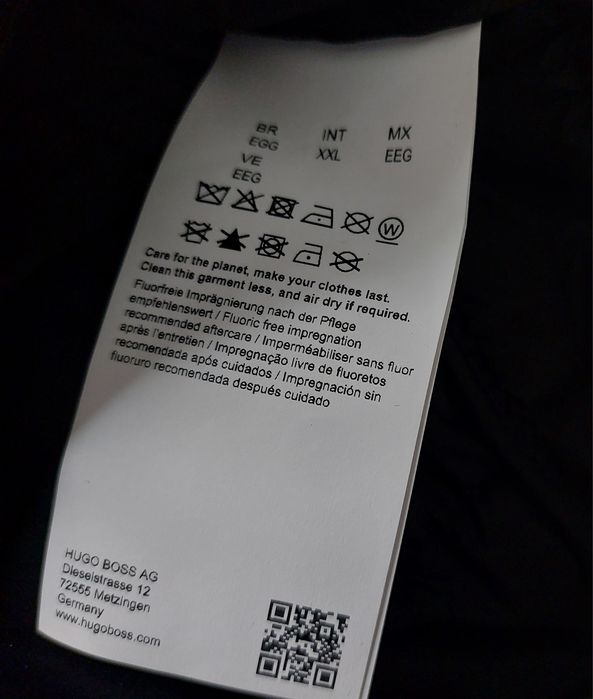 BR INT MX
EGG XXL EEG
VE
EEG
W
Care for the planet, make your clothes last.
Clean this garment less, and air dry if required.
Fluorfreie Imprägnierung nach der Pflege
empfehlenswert / Fluoric free impregnation
recommended aftercare / Imperméabiliser sans fluor
après l'entretien / Impregnação livre de fluoretos
recomendada após cuidados / Impregnación sin
fluoruro recomendada después cuidado
HUGO BOSS AG
Dieselstrasse 12
72555 Metzingen
Germany
www.hugoboss.com